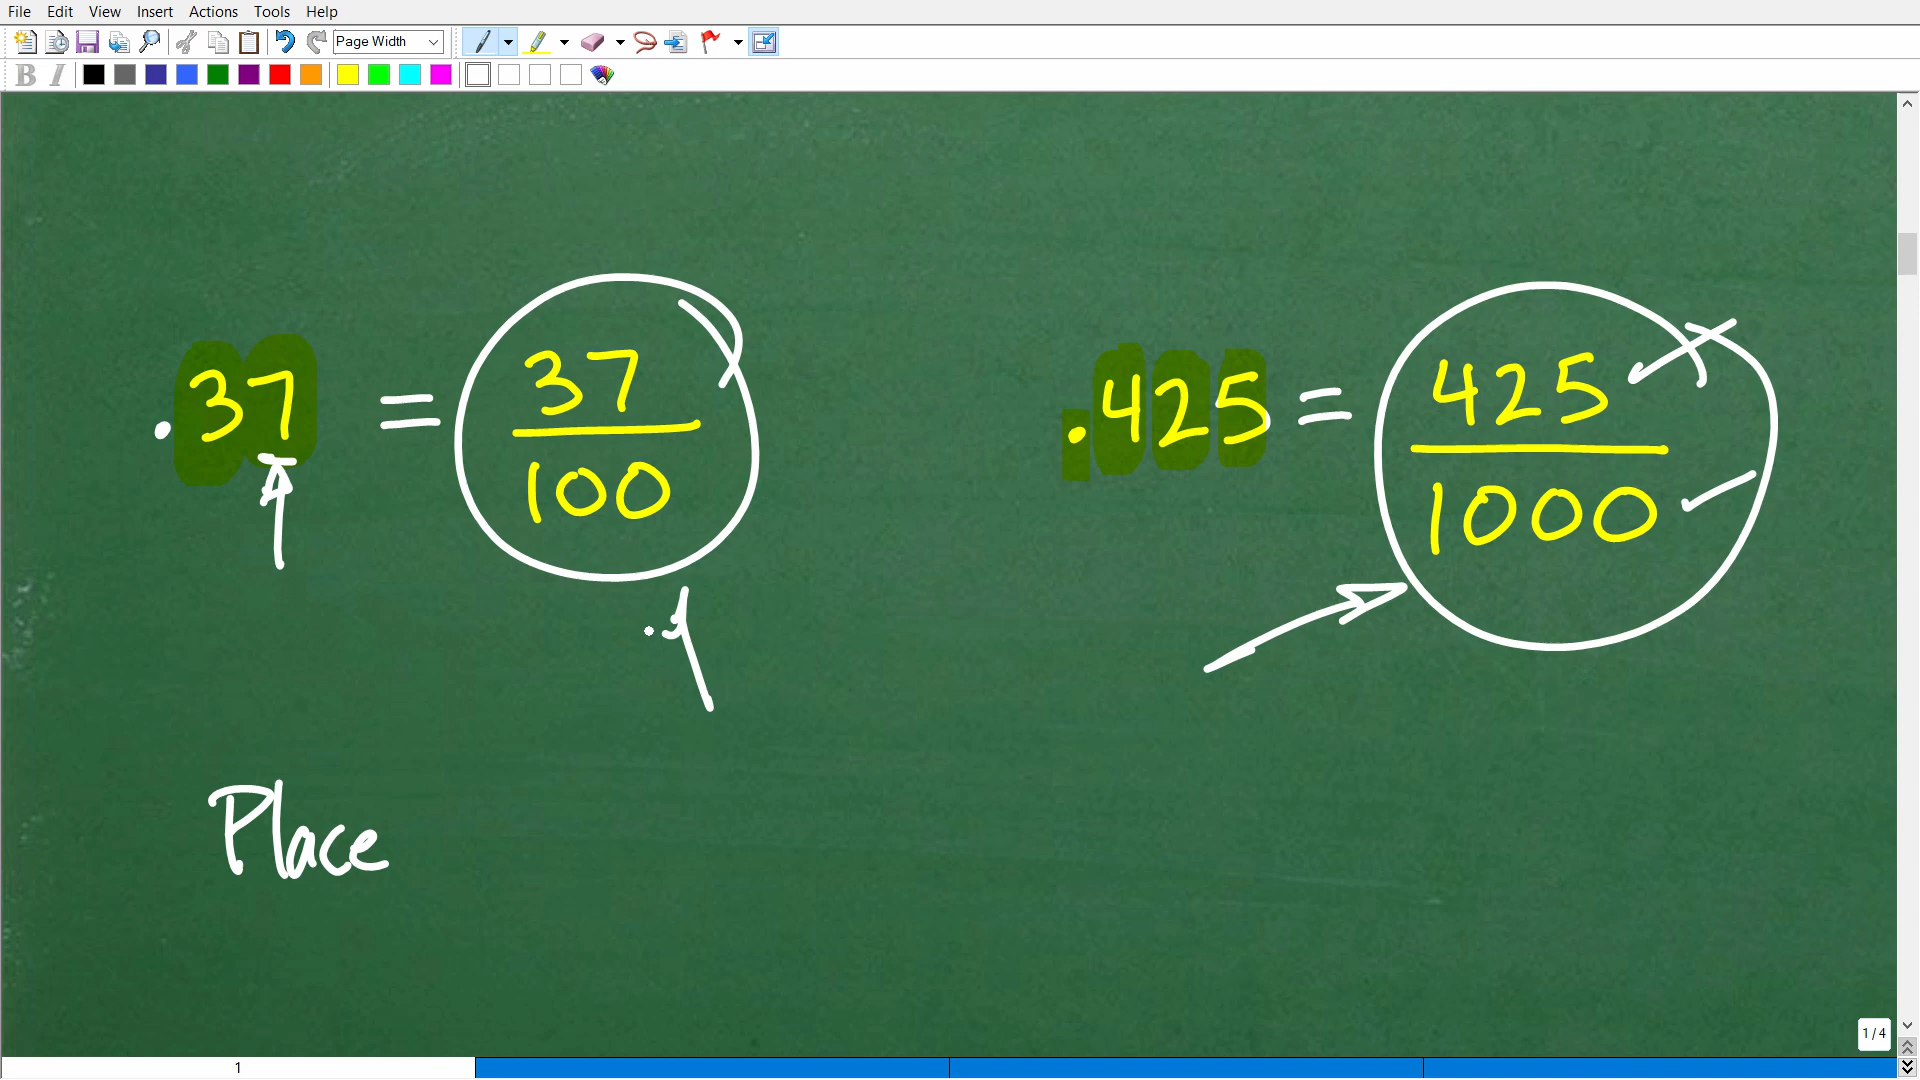 File Edit View Insert Actions Tools Help
Page Width
B I
.37 = 37/100
.425 = 425/1000
Place
1 / 4
1